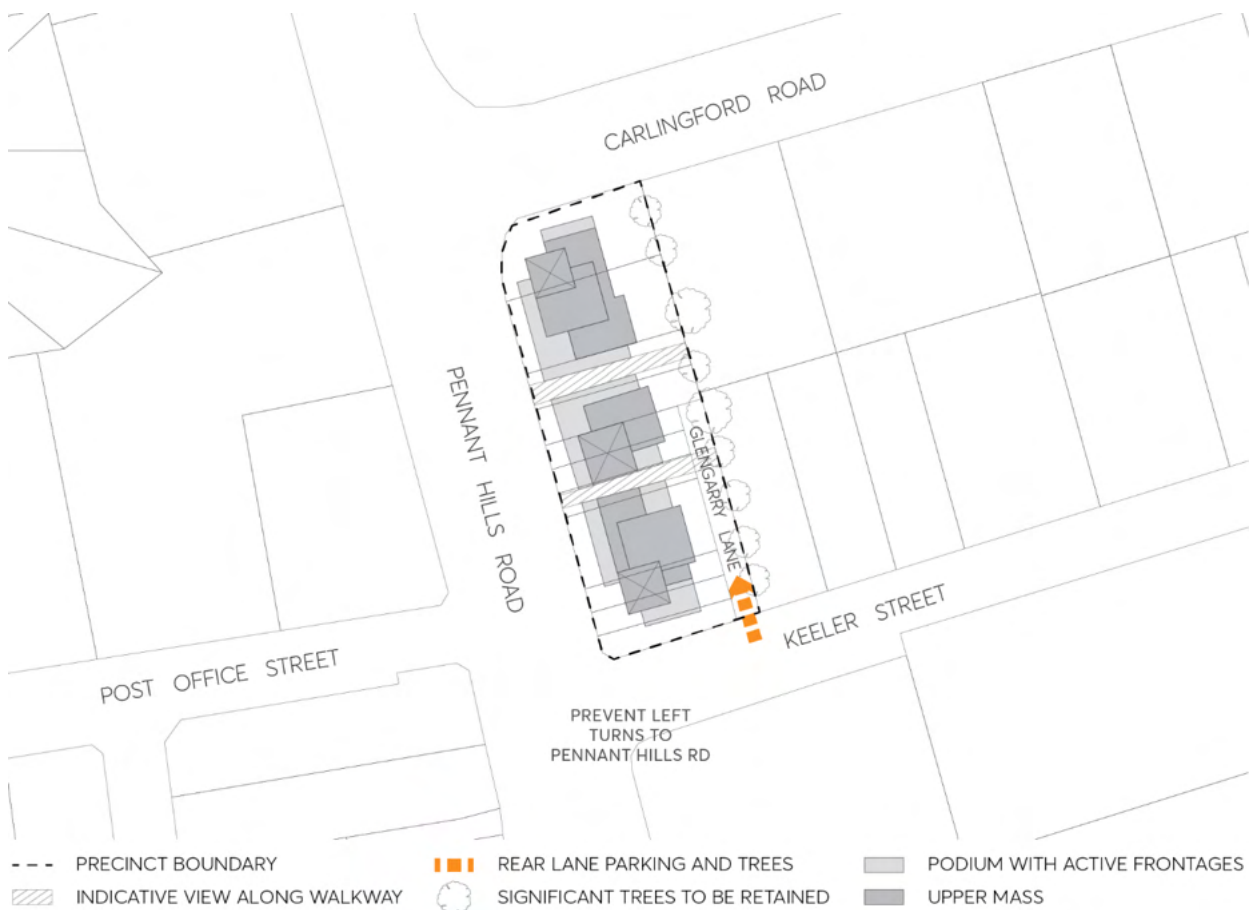 CARLINGFORD ROAD
PENNANT HILLS ROAD
GLENGARRY LANE
KEELER STREET
POST OFFICE STREET
PREVENT LEFT
TURNS TO
PENNANT HILLS RD
PRECINCT BOUNDARY
REAR LANE PARKING AND TREES
PODIUM WITH ACTIVE FRONTAGES
INDICATIVE VIEW ALONG WALKWAY
SIGNIFICANT TREES TO BE RETAINED
UPPER MASS